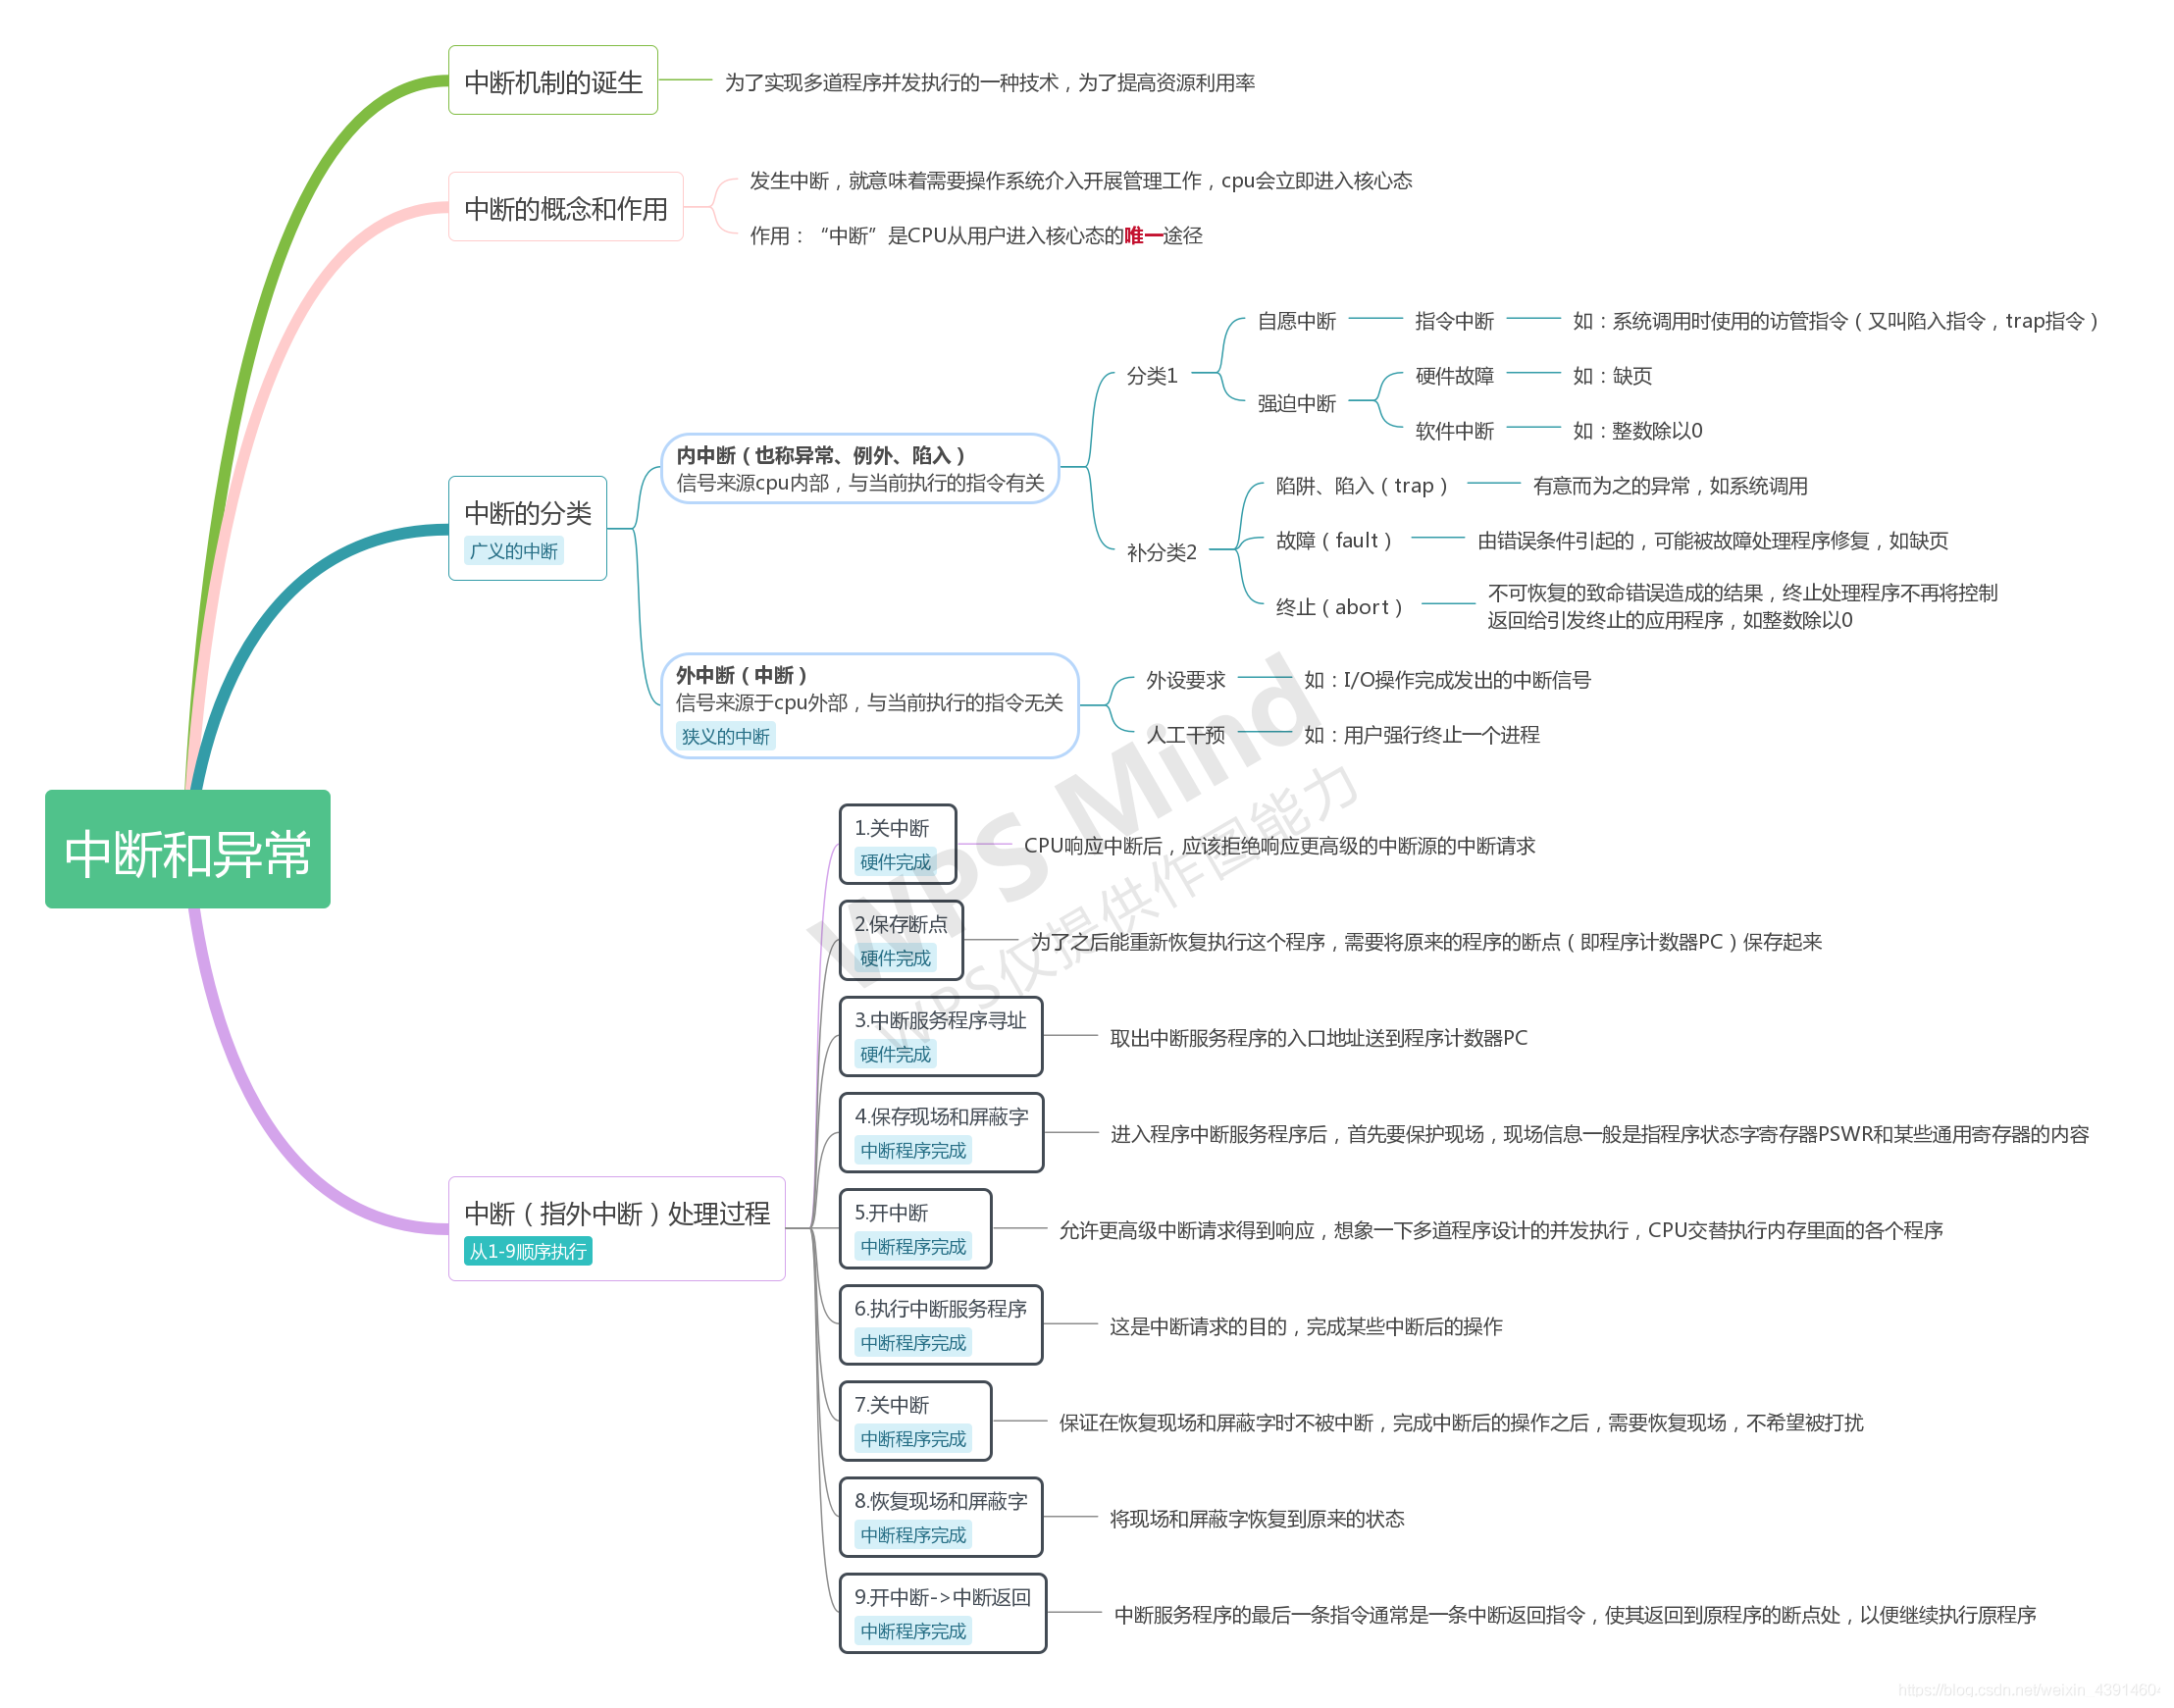 中断和异常
中断机制的诞生
为了实现多道程序并发执行的一种技术，为了提高资源利用率
中断的概念和作用
发生中断，就意味着需要操作系统介入开展管理工作，cpu会立即进入核心态
作用：“中断”是CPU从用户进入核心态的唯一途径
中断的分类
广义的中断
内中断（也称异常、例外、陷入）
信号来源cpu内部，与当前执行的指令有关
分类1
自愿中断
指令中断
如：系统调用时使用的访管指令（又叫陷入指令，trap指令）
强迫中断
硬件故障
如：缺页
软件中断
如：整数除以0
补分类2
陷阱、陷入（trap）
有意而为之的异常，如系统调用
故障（fault）
由错误条件引起的，可能被故障处理程序修复，如缺页
终止（abort）
不可恢复的致命错误造成的结果，终止处理程序不再将控制
返回给引发终止的应用程序，如整数除以0
外中断（中断）
信号来源于cpu外部，与当前执行的指令无关
狭义的中断
外设要求
如：I/O操作完成发出的中断信号
人工干预
如：用户强行终止一个进程
中断（指外中断）处理过程
从1-9顺序执行
1.关中断
硬件完成
CPU响应中断后，应该拒绝响应更高级的中断源的中断请求
2.保存断点
硬件完成
为了之后能重新恢复执行这个程序，需要将原来的程序的断点（即程序计数器PC）保存起来
3.中断服务程序寻址
硬件完成
取出中断服务程序的入口地址送到程序计数器PC
4.保存现场和屏蔽字
中断程序完成
进入程序中断服务程序后，首先要保护现场，现场信息一般是指程序状态字寄存器PSWR和某些通用寄存器的内容
5.开中断
中断程序完成
允许更高级中断请求得到响应，想象一下多道程序设计的并发执行，CPU交替执行内存里面的各个程序
6.执行中断服务程序
中断程序完成
这是中断请求的目的，完成某些中断后的操作
7.关中断
中断程序完成
保证在恢复现场和屏蔽字时不被中断，完成中断后的操作之后，需要恢复现场，不希望被打扰
8.恢复现场和屏蔽字
中断程序完成
将现场和屏蔽字恢复到原来的状态
9.开中断->中断返回
中断程序完成
中断服务程序的最后一条指令通常是一条中断返回指令，使其返回到原程序的断点处，以便继续执行原程序
WPS Mind
WPS仅提供作图能力
https://blog.csdn.net/weixin_4391460